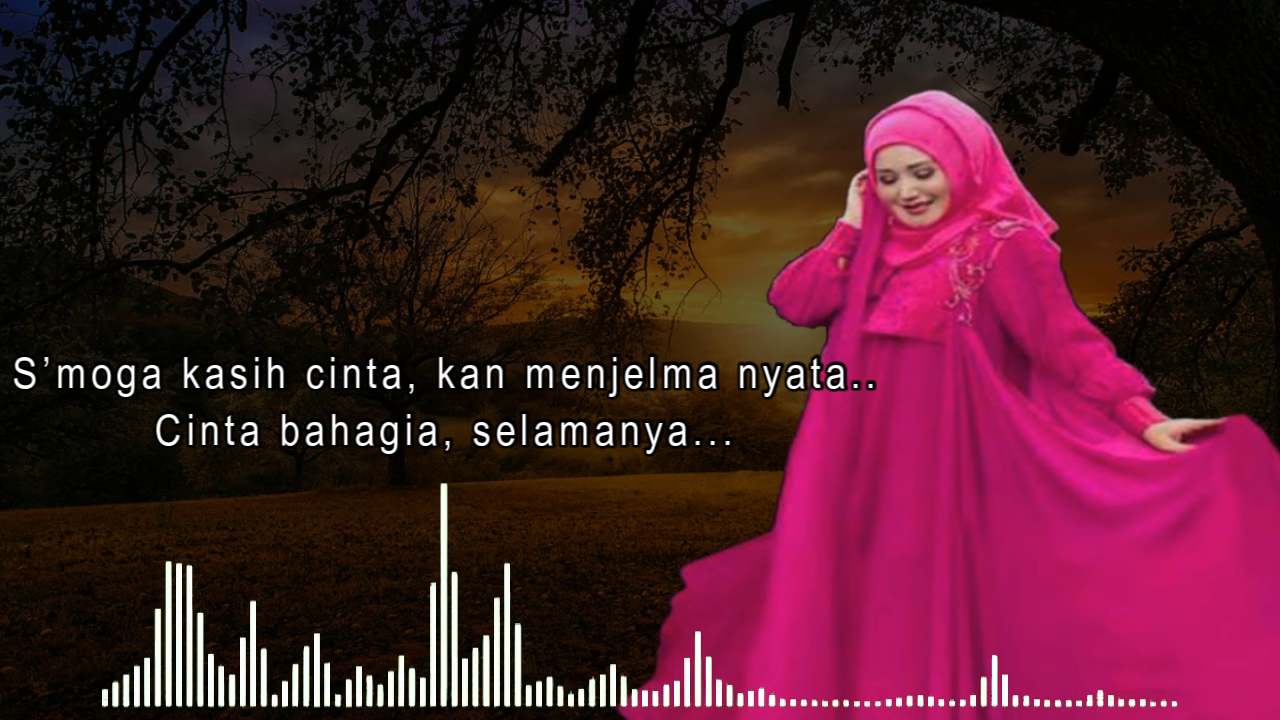 S’moga kasih cinta, kan menjelma nyata..
Cinta bahagia, selamanya...